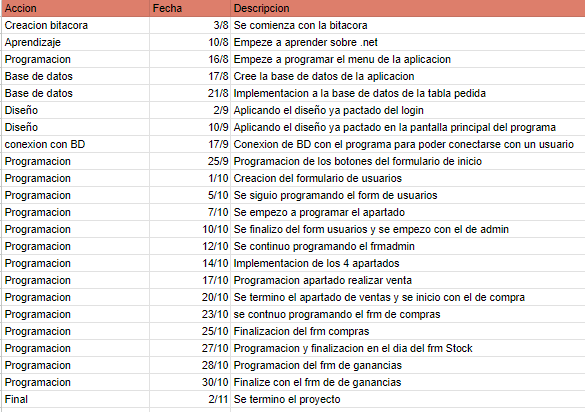 Accion Fecha Descripcion
Creacion bitacora 3/8 Se comienza con la bitacora
Aprendizaje 10/8 Empeze a aprender sobre .net
Programacion 16/8 Empeze a programar el menu de la aplicacion
Base de datos 17/8 Cree la base de datos de la aplicacion
Base de datos 21/8 Implementacion a la base de datos de la tabla pedida
Diseño 2/9 Aplicando el diseño ya pactado del login
Diseño 10/9 Aplicando el diseño ya pactado en la pantalla principal del programa
conexion con BD 17/9 Conexion de BD con el programa para poder conectarse con un usuario
Programacion 25/9 Programacion de los botones del formulario de inicio
Programacion 1/10 Creacion del formulario de usuarios
Programacion 5/10 Se siguio programando el form de usuarios
Programacion 7/10 Se empezo a programar el apartado
Programacion 10/10 Se finalizo del form usuarios y se empezo con el de admin
Programacion 12/10 Se continuo programando el frmadmin
Programacion 14/10 Implementacion de los 4 apartados
Programacion 17/10 Programacion apartado realizar venta
Programacion 20/10 Se termino el apartado de ventas y se inicio con el de compra
Programacion 23/10 se contnuo programando el frm de compras
Programacion 25/10 Finalizacion del frm compras
Programacion 27/10 Programacion y finalizacion en el dia del frm Stock
Programacion 28/10 Programacion del frm de ganancias
Programacion 30/10 Finalize con el frm de de ganancias
Final 2/11 Se termino el proyecto